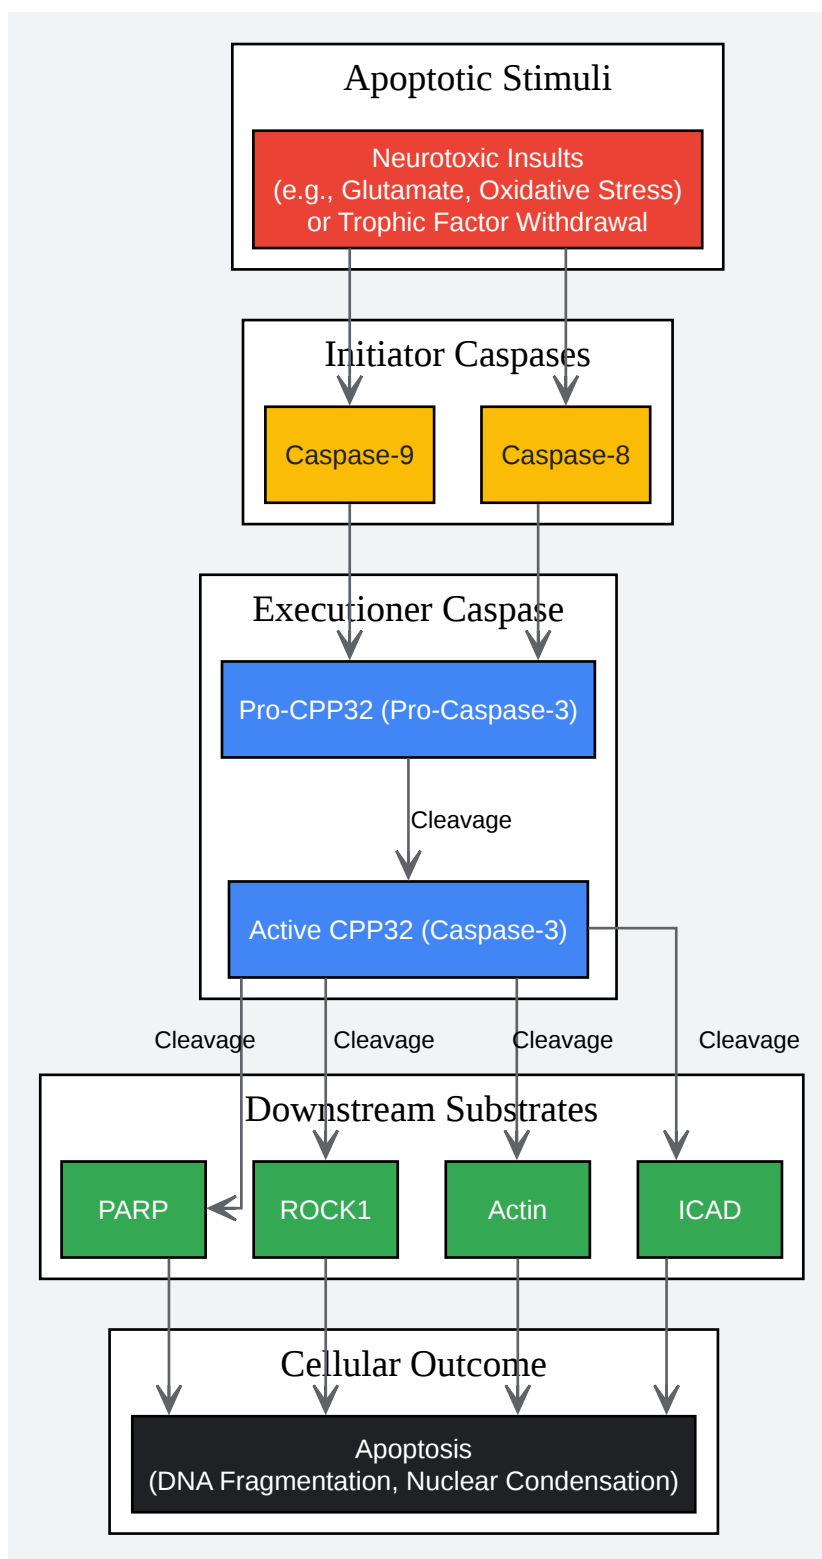 Apoptotic Stimuli
Neurotoxic Insults
(e.g., Glutamate, Oxidative Stress)
or Trophic Factor Withdrawal
Initiator Caspases
Caspase-9
Caspase-8
Executioner Caspase
Pro-CPP32 (Pro-Caspase-3)
Cleavage
Active CPP32 (Caspase-3)
Cleavage
Cleavage
Cleavage
Cleavage
Downstream Substrates
PARP
ROCK1
Actin
ICAD
Cellular Outcome
Apoptosis
(DNA Fragmentation, Nuclear Condensation)